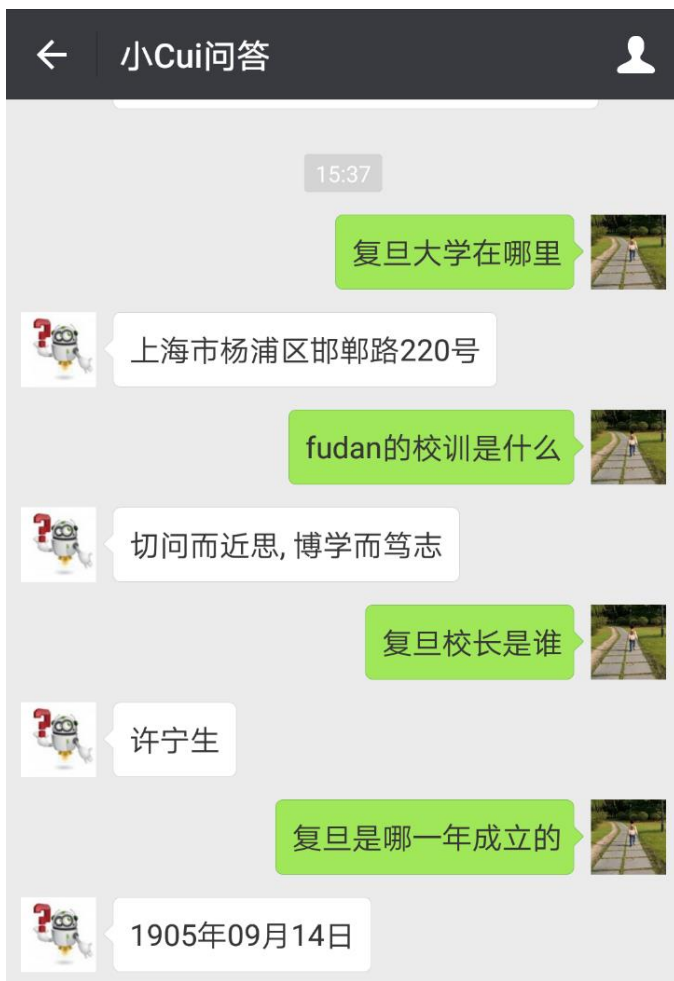 小Cui问答
15:37
复旦大学在哪里
上海市杨浦区邯郸路220号
fudan的校训是什么
切问而近思, 博学而笃志
复旦校长是谁
许宁生
复旦是哪一年成立的
1905年09月14日